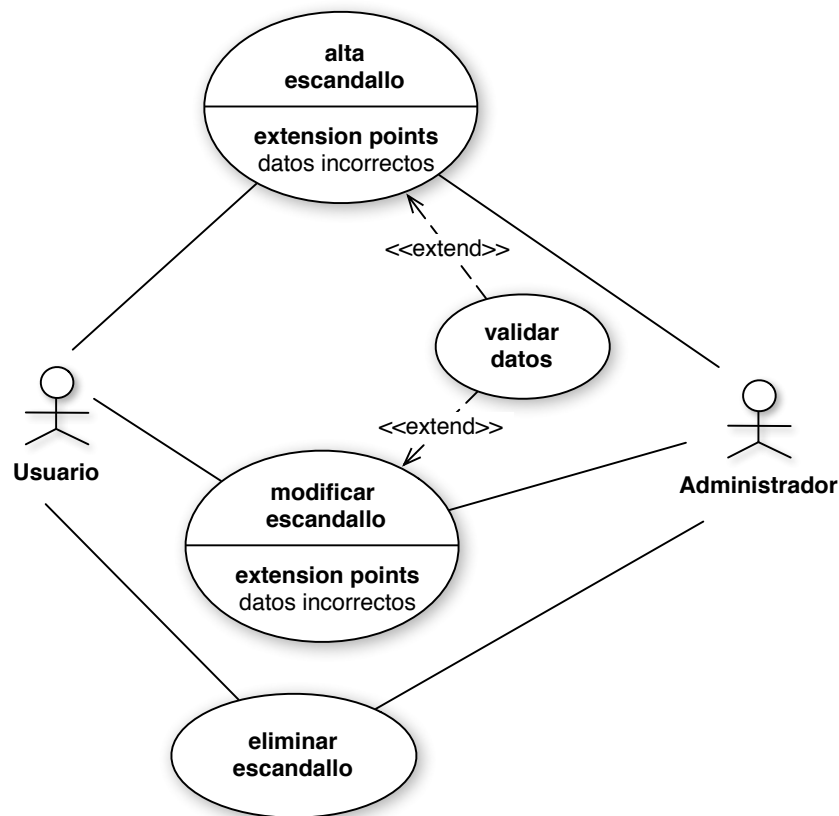 alta
escandallo
extension points
datos incorrectos
<<extend>>
validar
datos
<<extend>>
Usuario
Administrador
modificar
escandallo
extension points
datos incorrectos
eliminar
escandallo